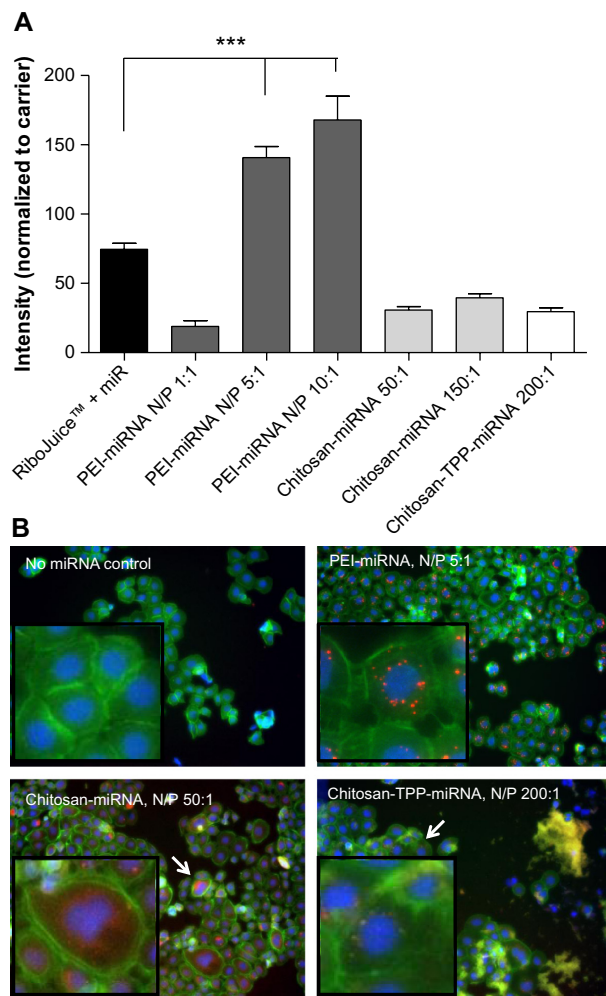 A
***
Intensity (normalized to carrier)
200
150
100
50
0
RiboJuice™ + miR
PEI-miRNA N/P 1:1
PEI-miRNA N/P 5:1
PEI-miRNA N/P 10:1
Chitosan-miRNA 50:1
Chitosan-miRNA 150:1
Chitosan-TPP-miRNA 200:1
B
No miRNA control
PEI-miRNA, N/P 5:1
Chitosan-miRNA, N/P 50:1
Chitosan-TPP-miRNA, N/P 200:1